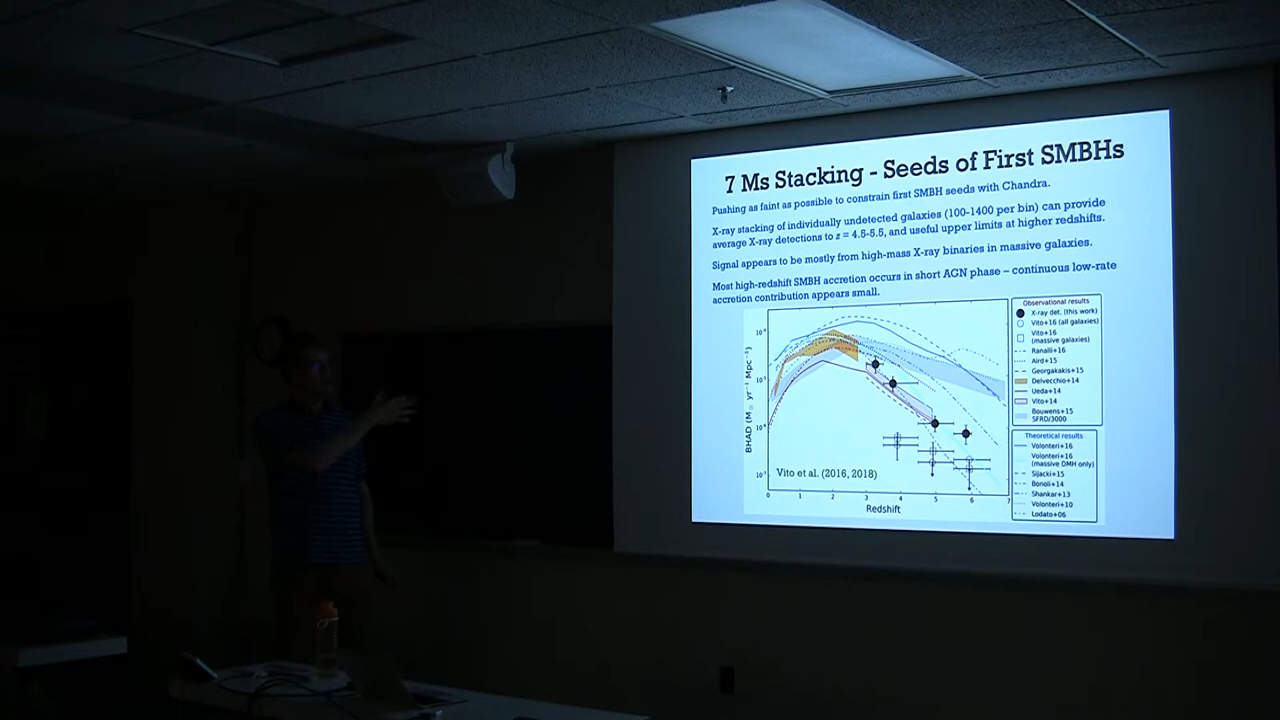 7 Ms Stacking - Seeds of First SMBHs
Pushing as faint as possible to constrain first SMBH seeds with Chandra.
X-ray stacking of individually undetected galaxies (100-1400 per bin) can provide
average X-ray detections to z = 4.5-5.5, and useful upper limits at higher redshifts.
Signal appears to be mostly from high-mass X-ray binaries in massive galaxies.
Most high-redshift SMBH accretion occurs in short AGN phase – continuous low-rate
accretion contribution appears small.
BHAD (M☉ yr⁻¹ Mpc⁻³)
Vito et al. (2016, 2018)
0 1 2 3 4 5 6 7
Redshift
Observational results
X-ray det. (this work)
Vito+16 (all galaxies)
Vito+16
(massive galaxies)
Ranalli+16
Aird+15
Georgakakis+15
Delvecchio+14
Ueda+14
Vito+14
Bouwens+15
SFRD/3000
Theoretical results
Volonteri+16
Volonteri+16
(massive DMH only)
Sijacki+15
Bonoli+14
Shankar+13
Volonteri+10
Lodato+06